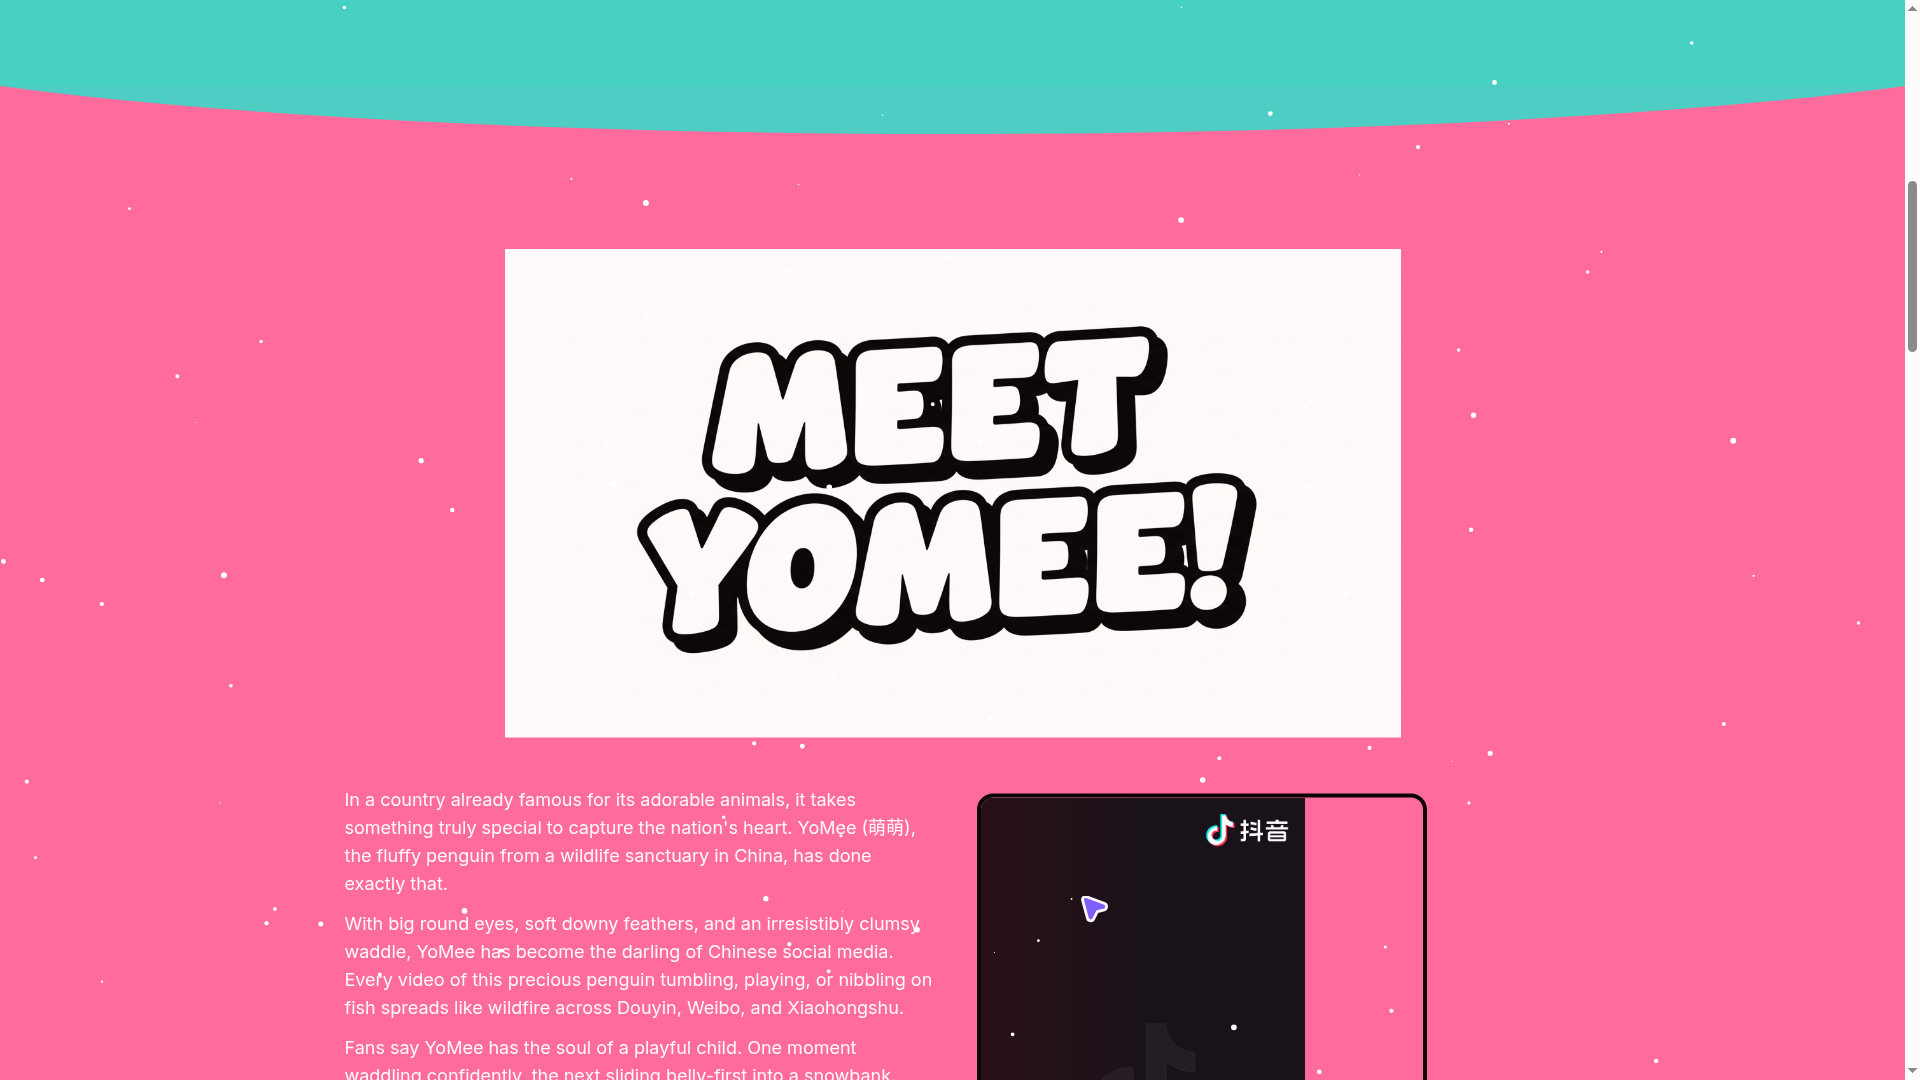 MEET
YOMEE!
In a country already famous for its adorable animals, it takes
something truly special to capture the nation's heart. YoMee (萌萌),
the fluffy penguin from a wildlife sanctuary in China, has done
exactly that.
With big round eyes, soft downy feathers, and an irresistibly clumsy
waddle, YoMee has become the darling of Chinese social media.
Every video of this precious penguin tumbling, playing, or nibbling on
fish spreads like wildfire across Douyin, Weibo, and Xiaohongshu.
Fans say YoMee has the soul of a playful child. One moment
waddling confidently, the next sliding belly-first into a snowbank
抖音